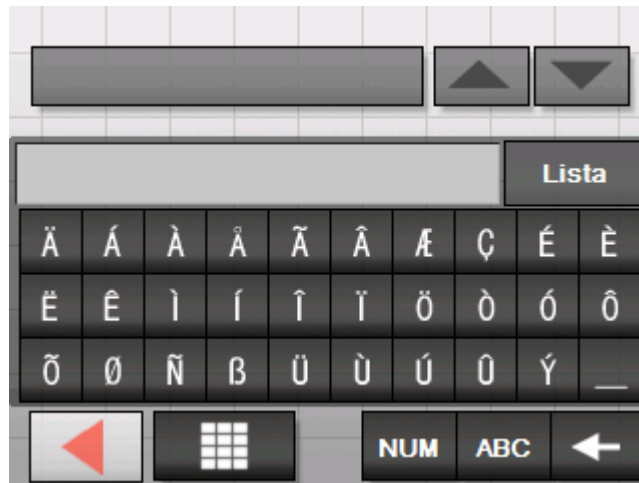 Lista
Ä Á À Å Ã Â Æ Ç É È
Ë Ê Ì Í Î Ï Ö Ò Ó Ô
Õ Ø Ñ ß Ü Ù Ú Û Ý _
NUM ABC